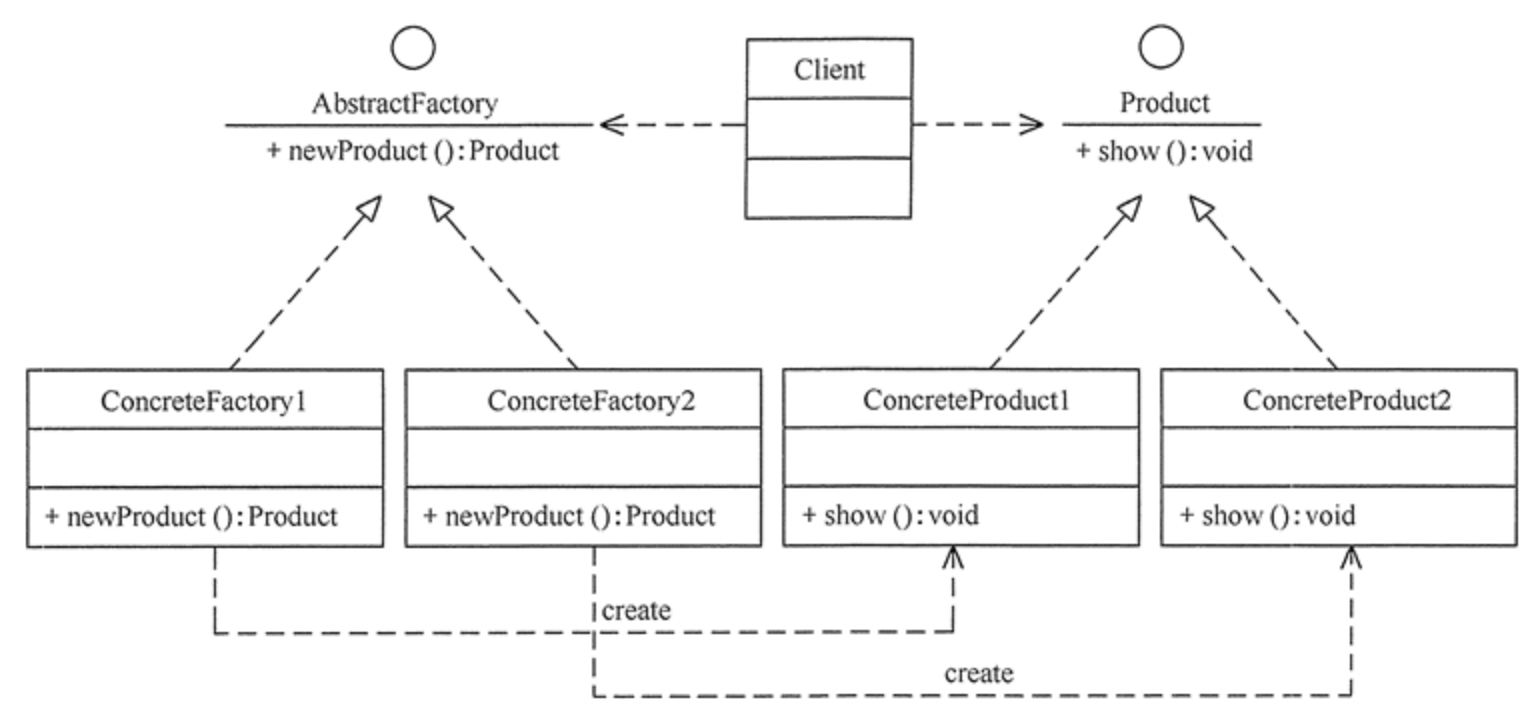 AbstractFactory
+ newProduct ():Product
Client
Product
+ show ():void
ConcreteFactory1
+ newProduct ():Product
ConcreteFactory2
+ newProduct ():Product
ConcreteProduct1
+ show ():void
ConcreteProduct2
+ show ():void
create
create